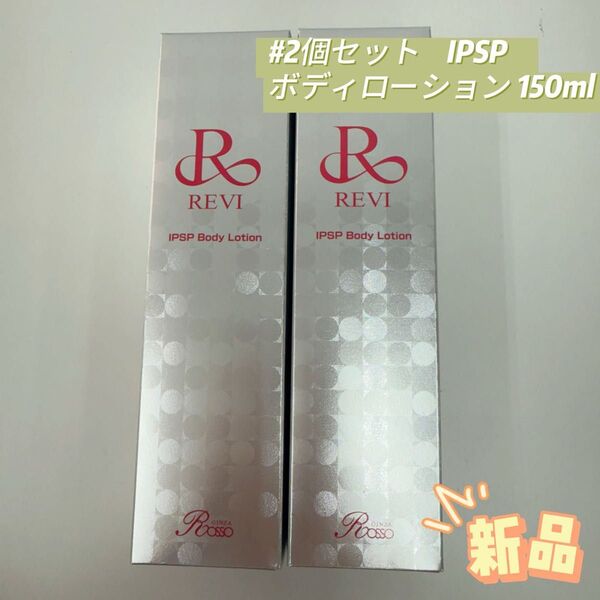 #2個セット　IPSP
ボディローション 150ml
R
REVI
IPSP Body Lotion
GINZA
Rosso
R
REVI
IPSP Body Lotion
GINZA
Rosso
新品